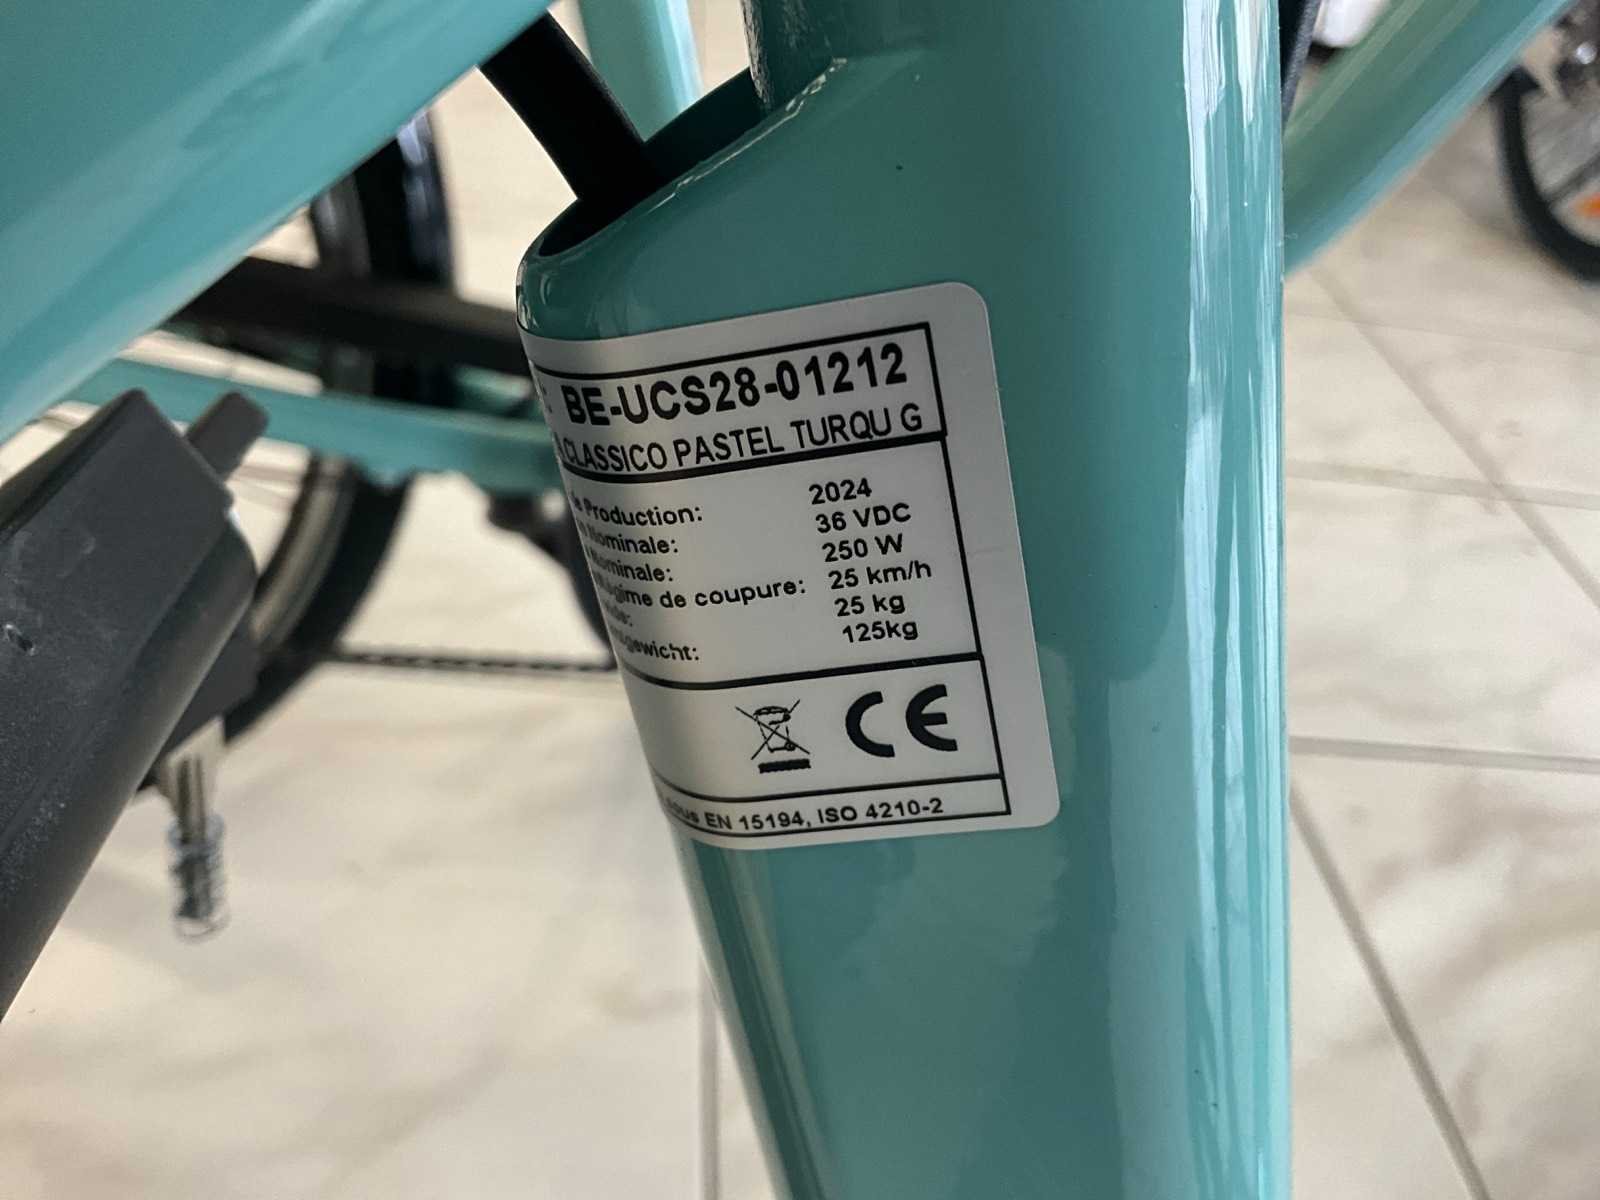 BE-UCS28-01212
CLASSICO PASTEL TURQU G
Production: 2024
Nominale: 36 VDC
Nominale: 250 W
de coupure: 25 km/h
25 kg
125kg
CE
EN 15194, ISO 4210-2